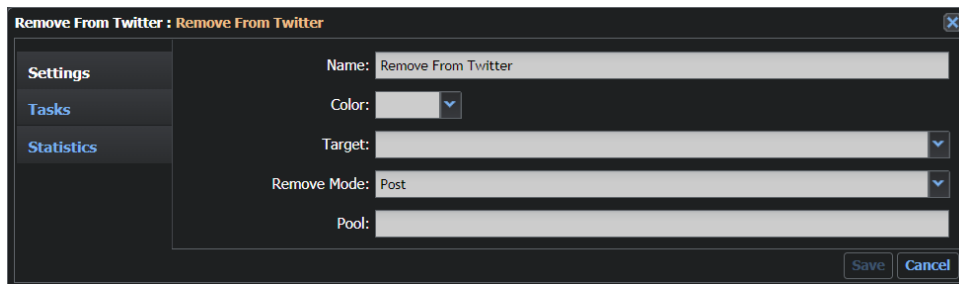 Remove From Twitter : Remove From Twitter
Settings
Tasks
Statistics
Name: Remove From Twitter
Color:
Target:
Remove Mode: Post
Pool:
Save Cancel